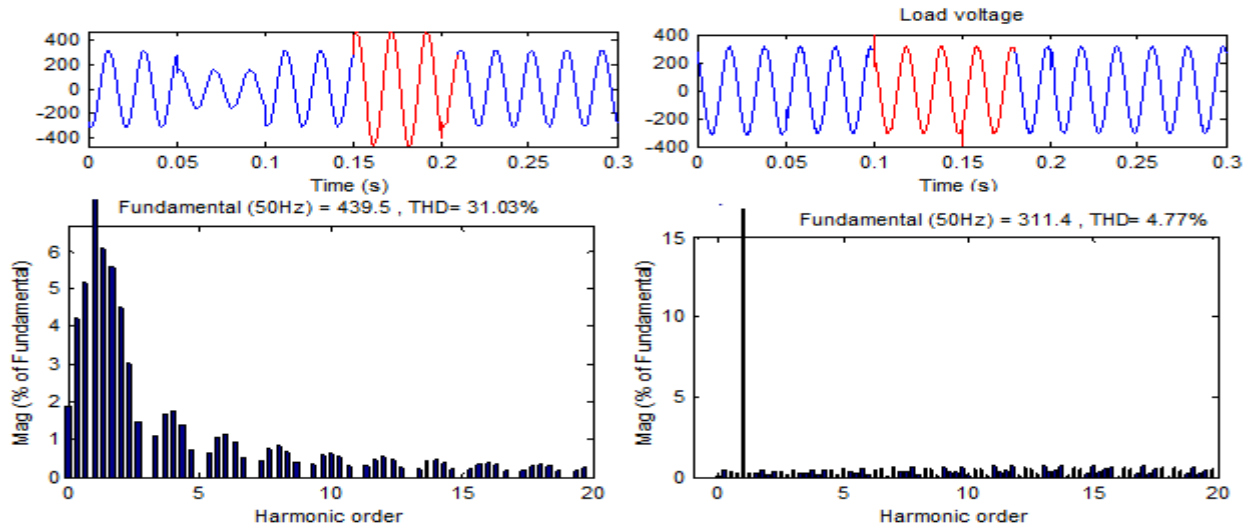 400
200
0
-200
-400
0 0.05 0.1 0.15 0.2 0.25 0.3
Time (s)
Load voltage
400
200
0
-200
-400
0 0.05 0.1 0.15 0.2 0.25 0.3
Time (s)
Fundamental (50Hz) = 439.5 , THD= 31.03%
Mag (% of Fundamental)
6
5
4
3
2
1
0
0 5 10 15 20
Harmonic order
Fundamental (50Hz) = 311.4 , THD= 4.77%
Mag (% of Fundamental)
15
10
5
0
0 5 10 15 20
Harmonic order